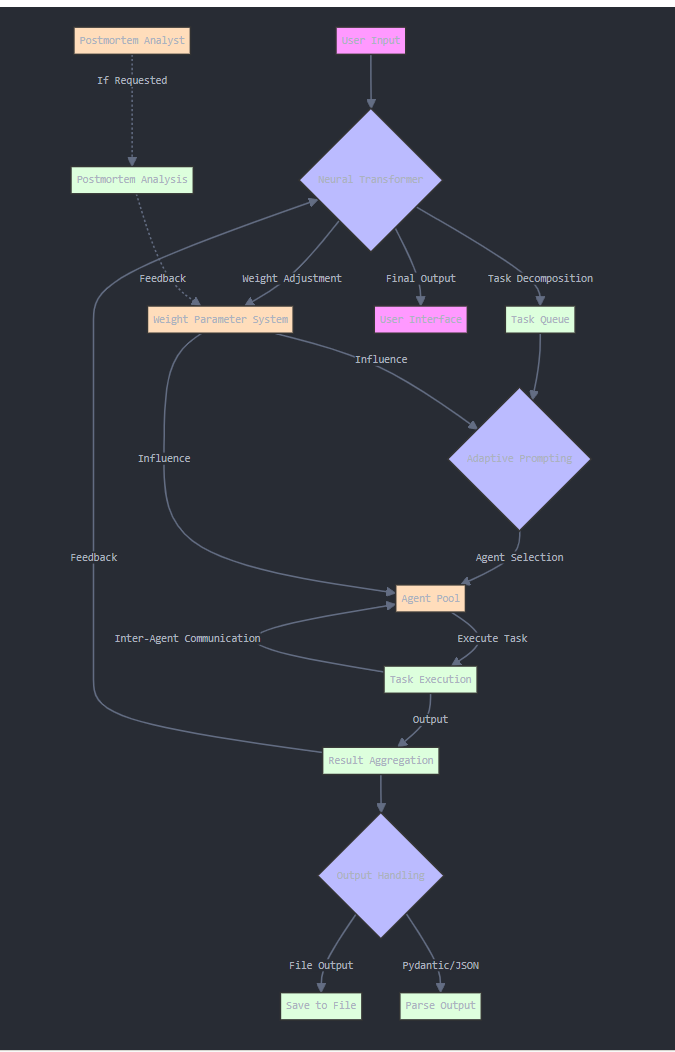 Postmortem Analyst
User Input
If Requested
Postmortem Analysis
Neural Transformer
Feedback
Weight Adjustment
Final Output
Task Decomposition
Weight Parameter System
User Interface
Task Queue
Influence
Influence
Adaptive Prompting
Feedback
Agent Selection
Agent Pool
Inter-Agent Communication
Execute Task
Task Execution
Output
Result Aggregation
Output Handling
File Output
Pydantic/JSON
Save to File
Parse Output